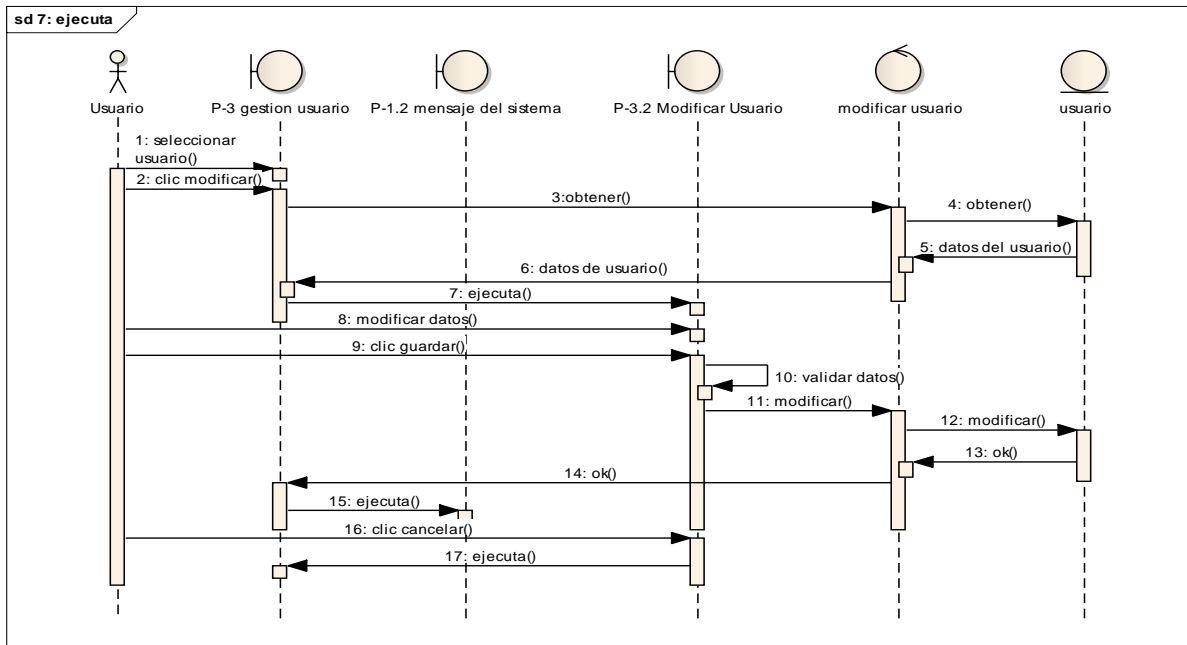 sd 7: ejecuta
Usuario
P-3 gestion usuario
P-1.2 mensaje del sistema
P-3.2 Modificar Usuario
modificar usuario
usuario
1: seleccionar
usuario()
2: clic modificar()
3:obtener()
4: obtener()
5: datos del usuario()
6: datos de usuario()
7: ejecuta()
8: modificar datos()
9: clic guardar()
10: validar datos()
11: modificar()
12: modificar()
13: ok()
14: ok()
15: ejecuta()
16: clic cancelar()
17: ejecuta()